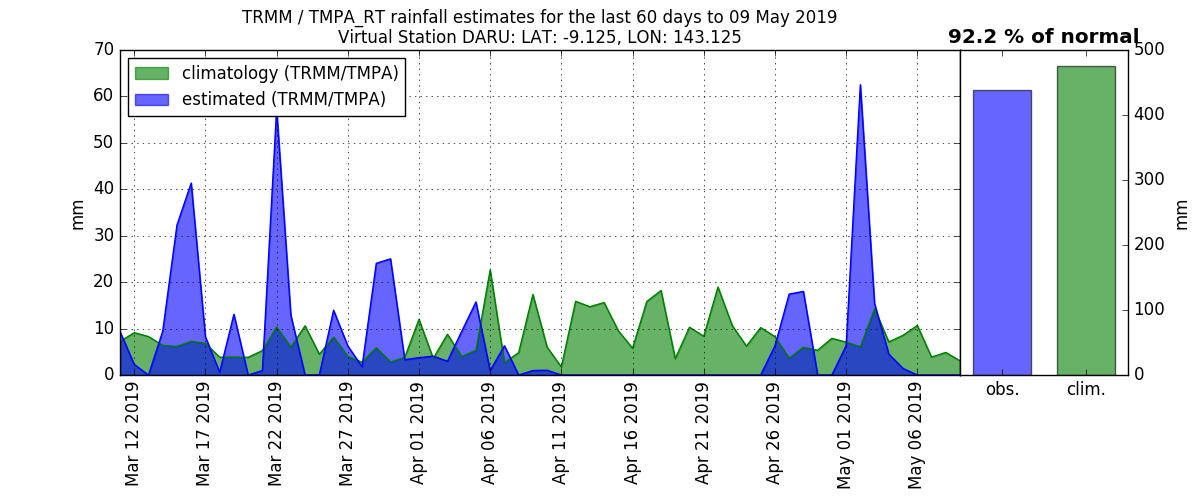 TRMM / TMPA_RT rainfall estimates for the last 60 days to 09 May 2019
Virtual Station DARU: LAT: -9.125, LON: 143.125
92.2 % of normal
climatology (TRMM/TMPA)
estimated (TRMM/TMPA)
70
60
50
40
30
20
10
0
mm
500
400
300
200
100
0
mm
obs.
clim.
Mar 12 2019
Mar 17 2019
Mar 22 2019
Mar 27 2019
Apr 01 2019
Apr 06 2019
Apr 11 2019
Apr 16 2019
Apr 21 2019
Apr 26 2019
May 01 2019
May 06 2019